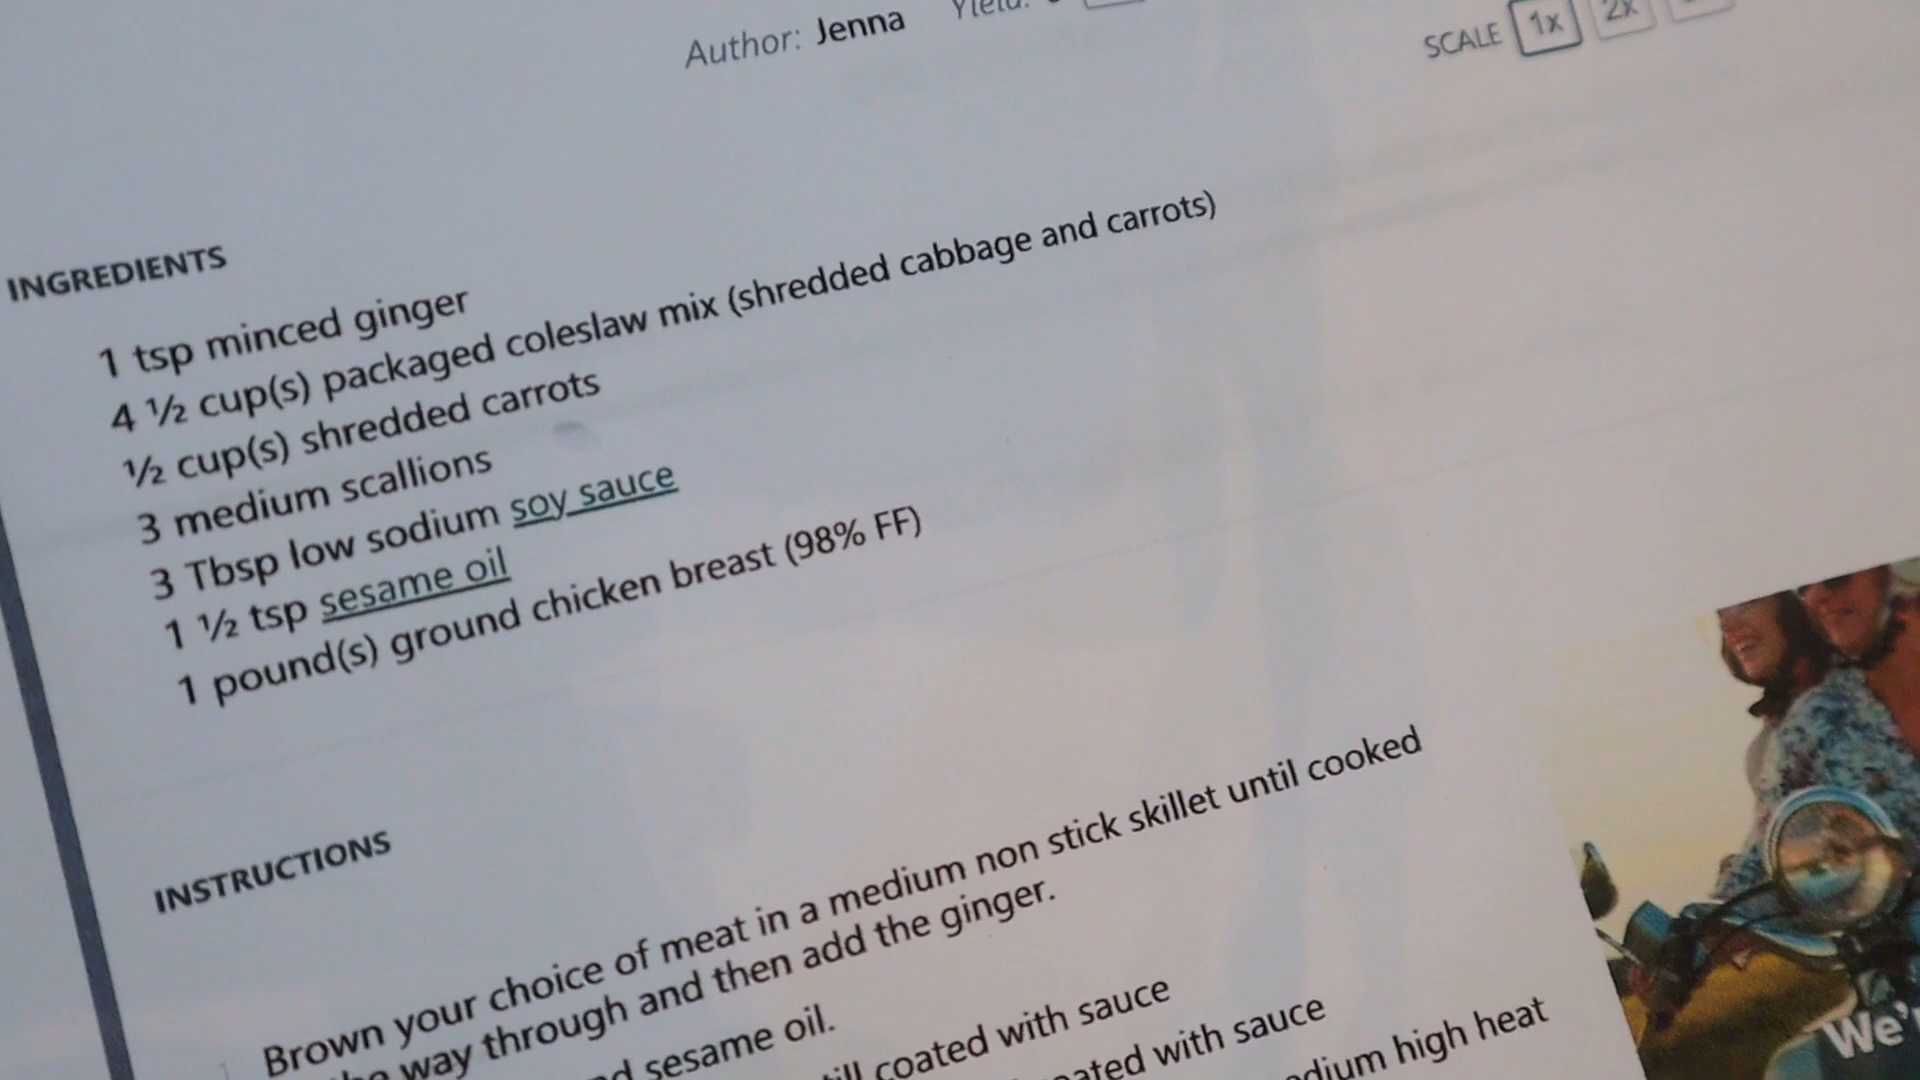 Author: Jenna
Yield:
SCALE 1x 2x
INGREDIENTS
1 tsp minced ginger
4 ½ cup(s) packaged coleslaw mix (shredded cabbage and carrots)
½ cup(s) shredded carrots
3 medium scallions
3 Tbsp low sodium soy sauce
1 ½ tsp sesame oil
1 pound(s) ground chicken breast (98% FF)
INSTRUCTIONS
Brown your choice of meat in a medium non stick skillet until cooked
way through and then add the ginger.
sesame oil.
coated with sauce
with sauce
high heat
We'